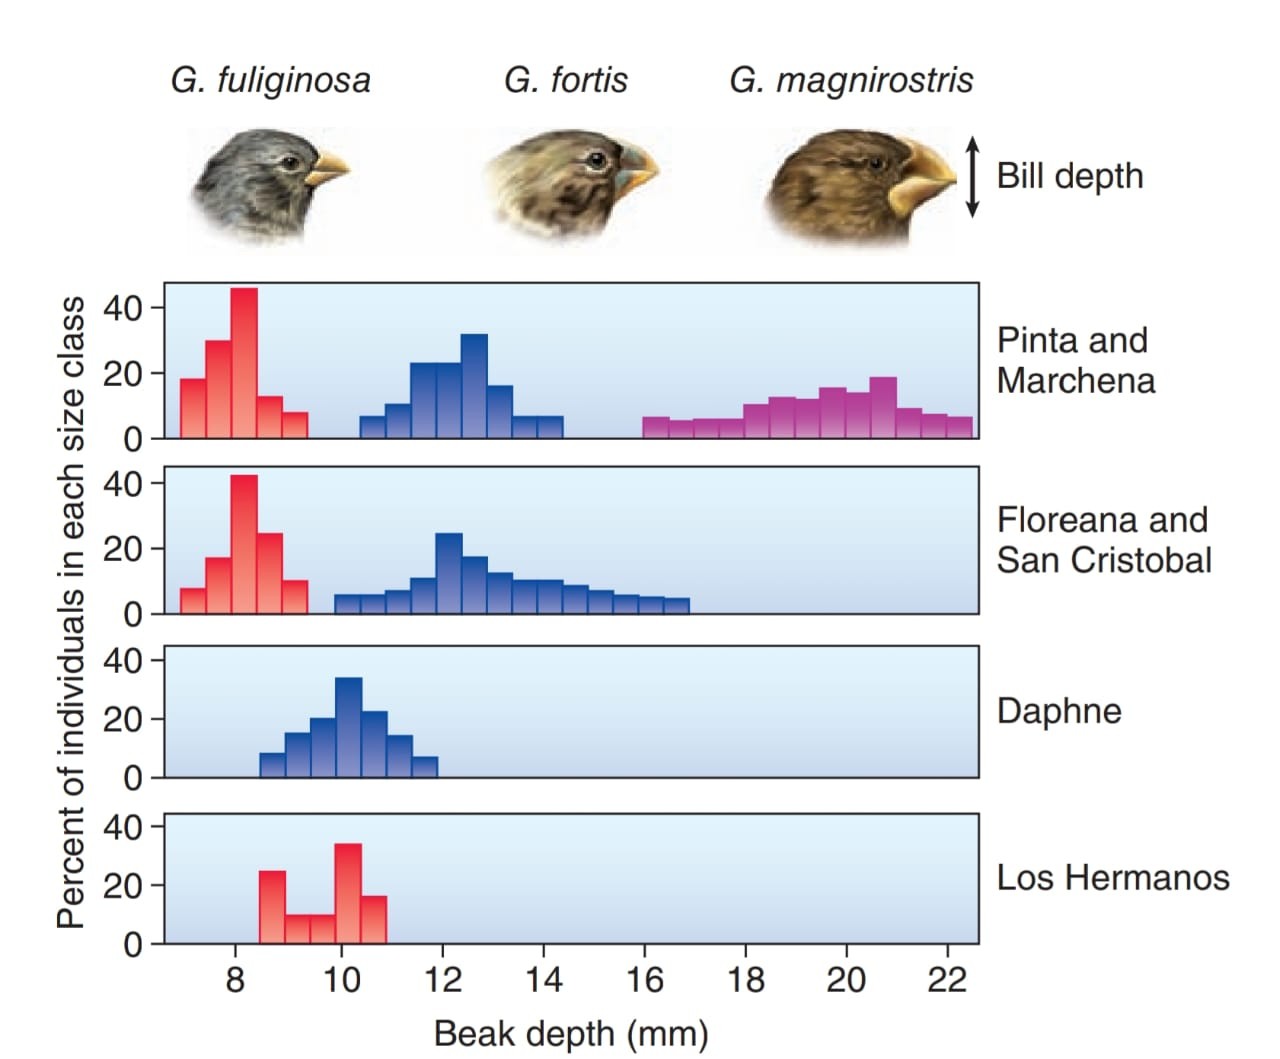 G. fuliginosa
G. fortis
G. magnirostris
Bill depth
Percent of individuals in each size class
40
20
0
Pinta and
Marchena
40
20
0
Floreana and
San Cristobal
40
20
0
Daphne
40
20
0
Los Hermanos
8 10 12 14 16 18 20 22
Beak depth (mm)